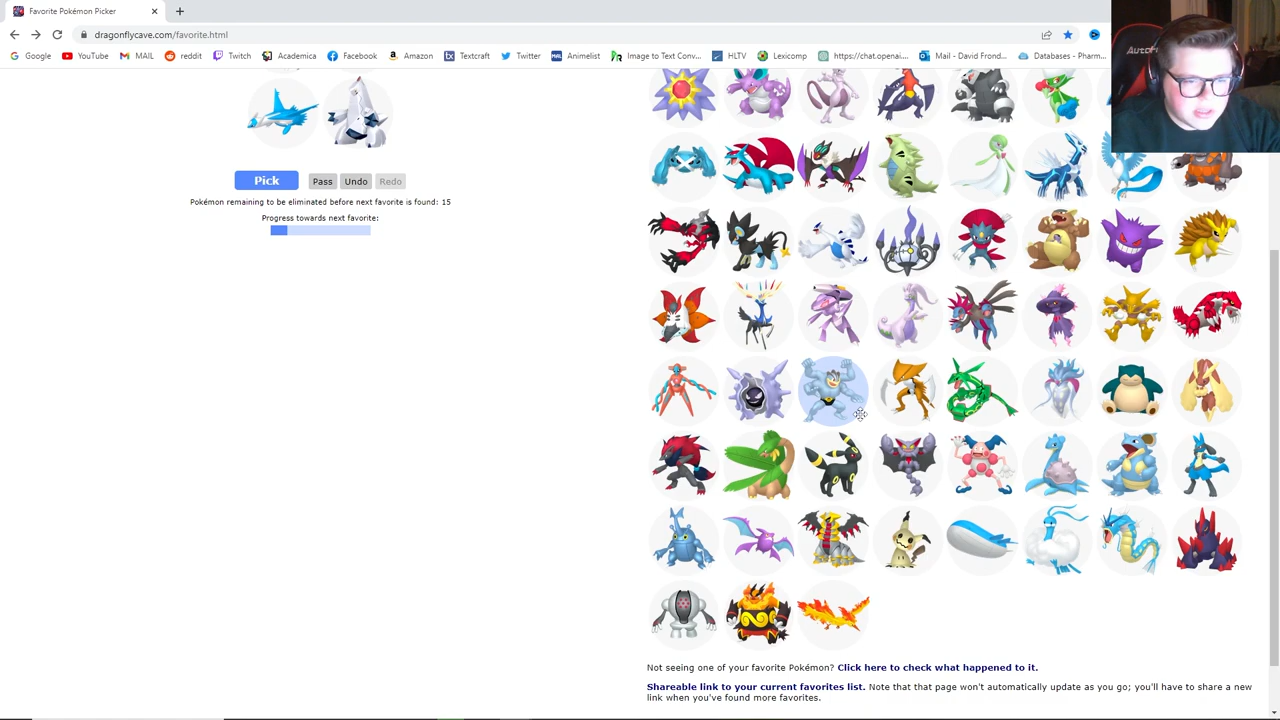 Favorite Pokémon Picker
dragonflycave.com/favorite.html
Google YouTube MAIL reddit Twitch Academica Facebook Amazon Textcraft Twitter Animelist Image to Text Conv... HLTV Lexicomp https://chat.openai... Mail - David Frond... Databases - Pharm...
Pick Pass Undo Redo
Pokémon remaining to be eliminated before next favorite is found: 15
Progress towards next favorite:
Not seeing one of your favorite Pokémon? Click here to check what happened to it.
Shareable link to your current favorites list. Note that that page won't automatically update as you go; you'll have to share a new
link when you've found more favorites.